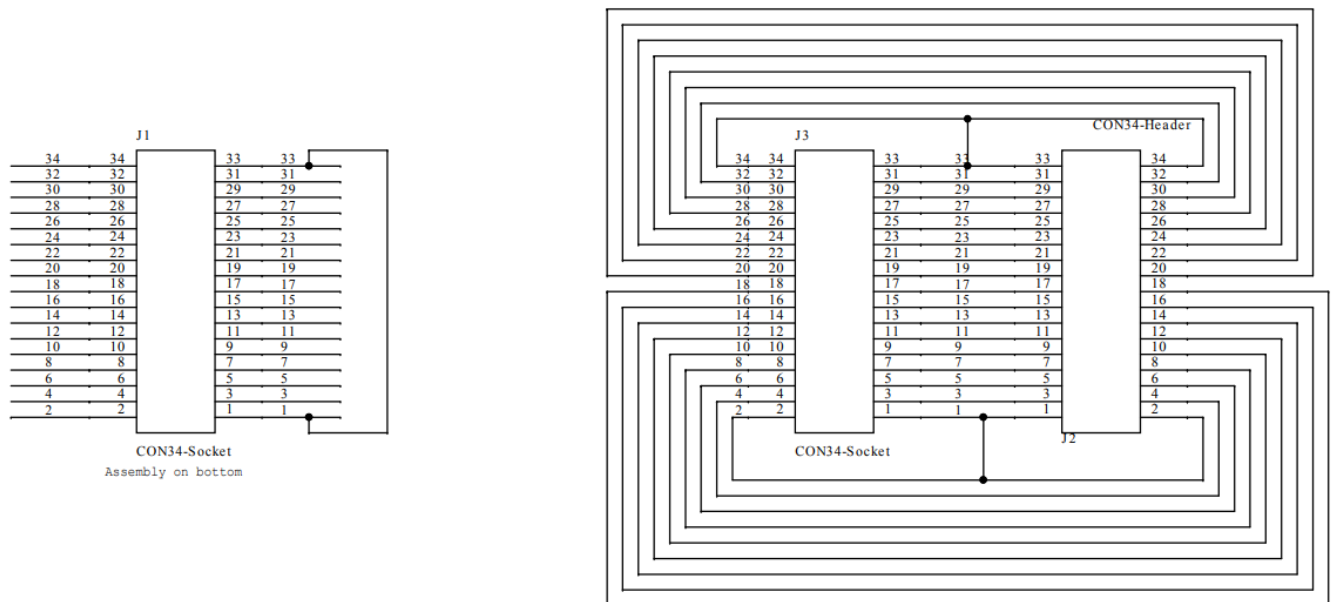 J1
34 34 33 33
32 32 31 31
30 30 29 29
28 28 27 27
26 26 25 25
24 24 23 23
22 22 21 21
20 20 19 19
18 18 17 17
16 16 15 15
14 14 13 13
12 12 11 11
10 10 9 9
8 8 7 7
6 6 5 5
4 4 3 3
2 2 1 1
CON34-Socket
Assembly on bottom
J3
CON34-Header
34 34 33 33 33 34
32 32 31 31 31 32
30 30 29 29 29 30
28 28 27 27 27 28
26 26 25 25 25 26
24 24 23 23 23 24
22 22 21 21 21 22
20 20 19 19 19 20
18 18 17 17 17 18
16 16 15 15 15 16
14 14 13 13 13 14
12 12 11 11 11 12
10 10 9 9 9 10
8 8 7 7 7 8
6 6 5 5 5 6
4 4 3 3 3 4
2 2 1 1 1 2
J2
CON34-Socket